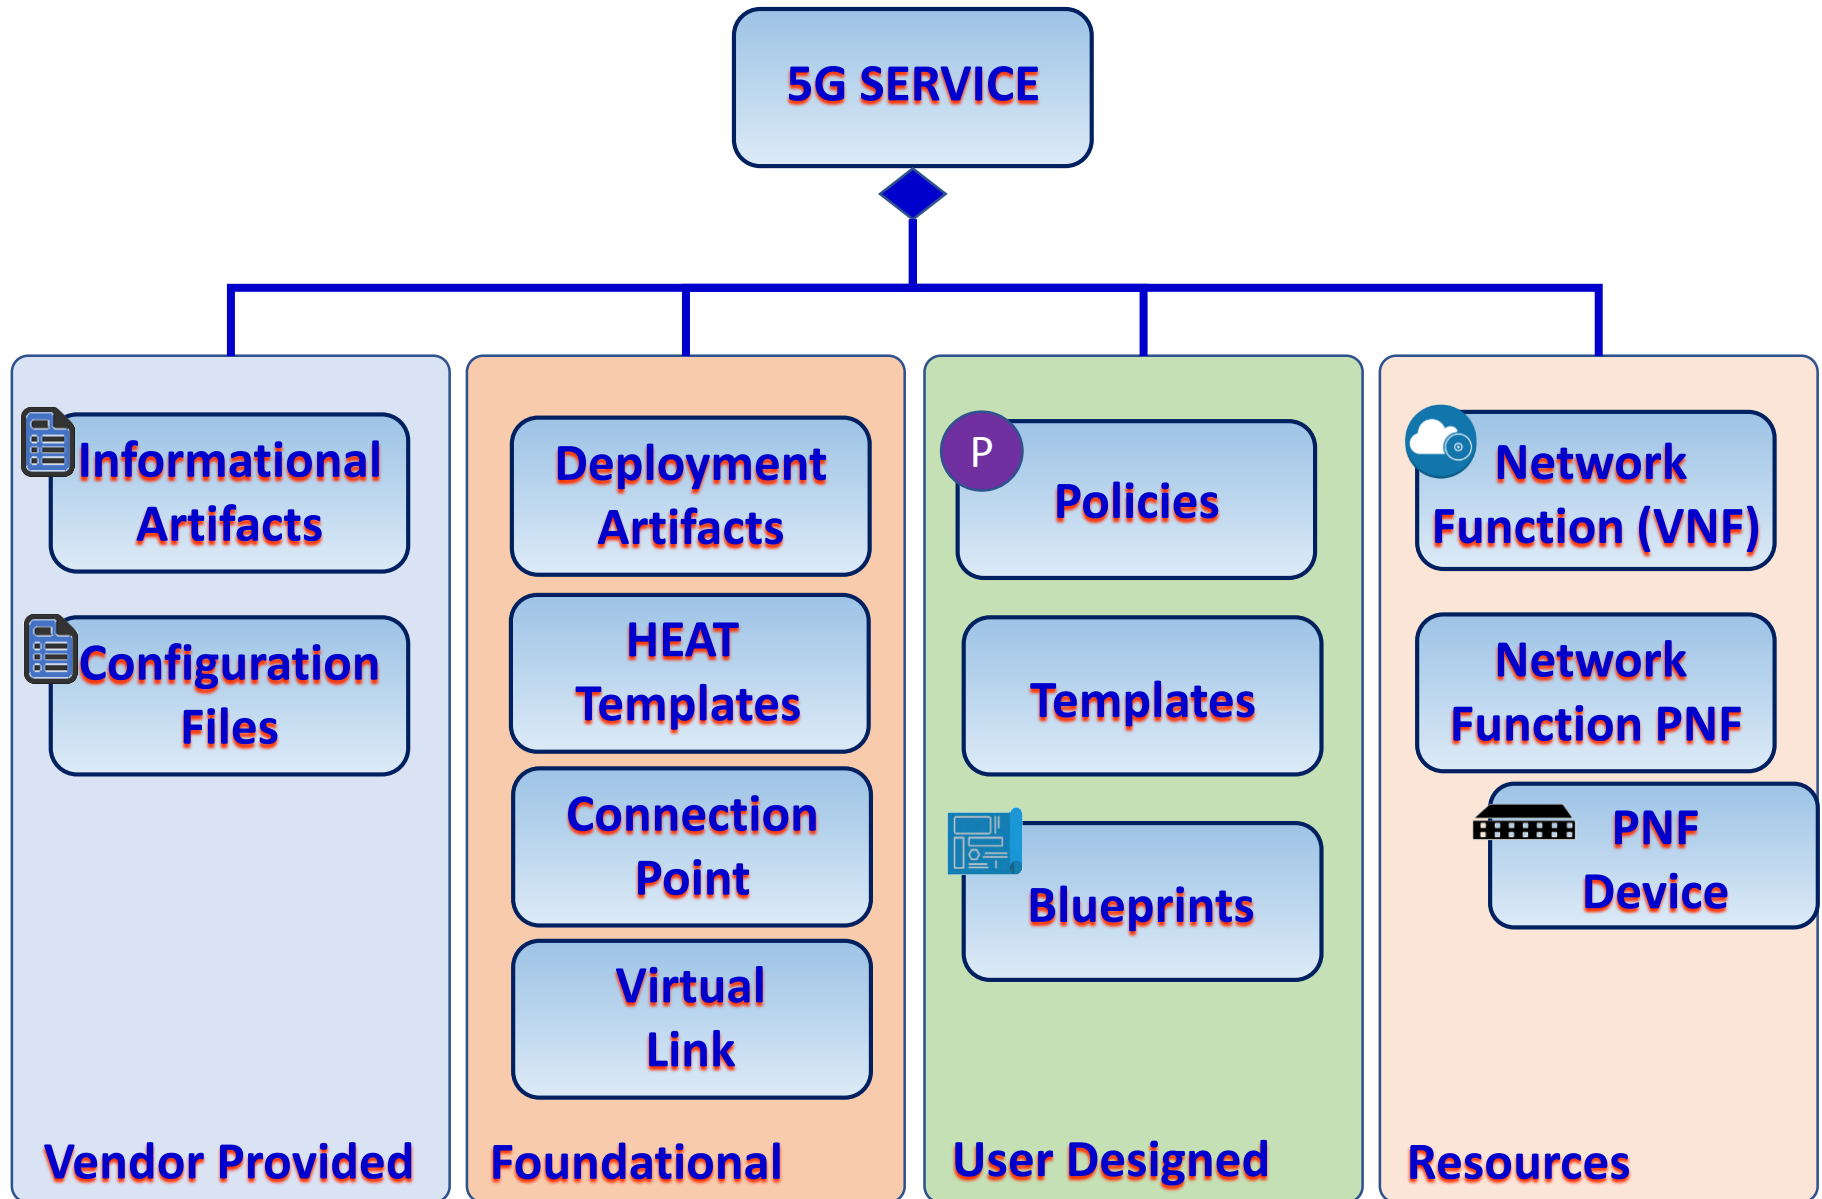 5G SERVICE
Informational
Artifacts
Configuration
Files
Vendor Provided
Deployment
Artifacts
HEAT
Templates
Connection
Point
Virtual
Link
Foundational
P
Policies
Templates
Blueprints
User Designed
Network
Function (VNF)
Network
Function PNF
PNF
Device
Resources